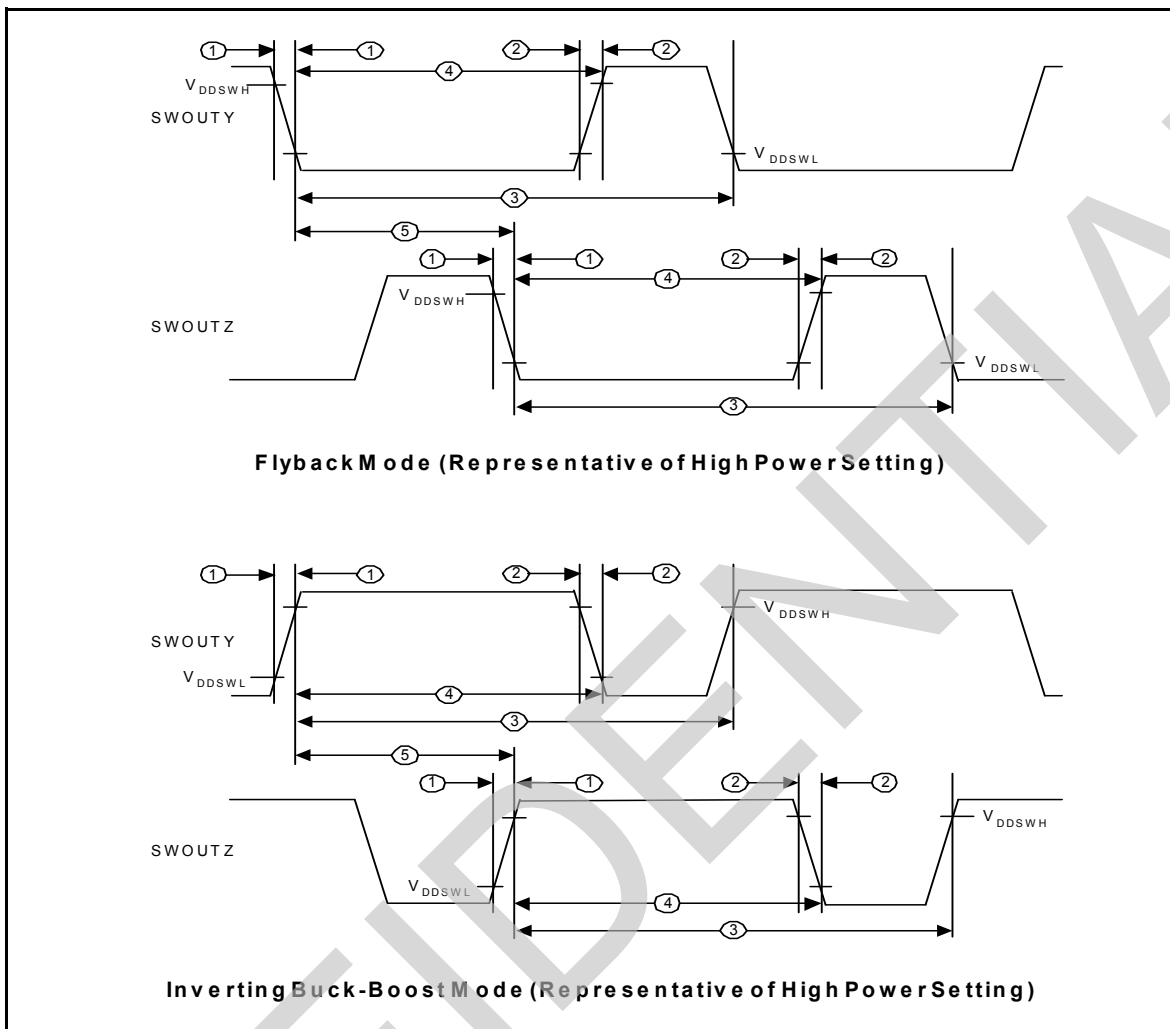 1 1 2 2
4
V DDSWH
SWOUTY
V DDSWL
3
5
1 1 2 2
4
V DDSWH
SWOUTZ
V DDSWL
3
Flyback Mode (Representative of High Power Setting)
1 1 2 2
V DDSWH
SWOUTY
V DDSWL
4
3
5
1 1 2 2
V DDSWH
SWOUTZ
V DDSWL
4
3
Inverting Buck-Boost Mode (Representative of High Power Setting)
FIDENTIA